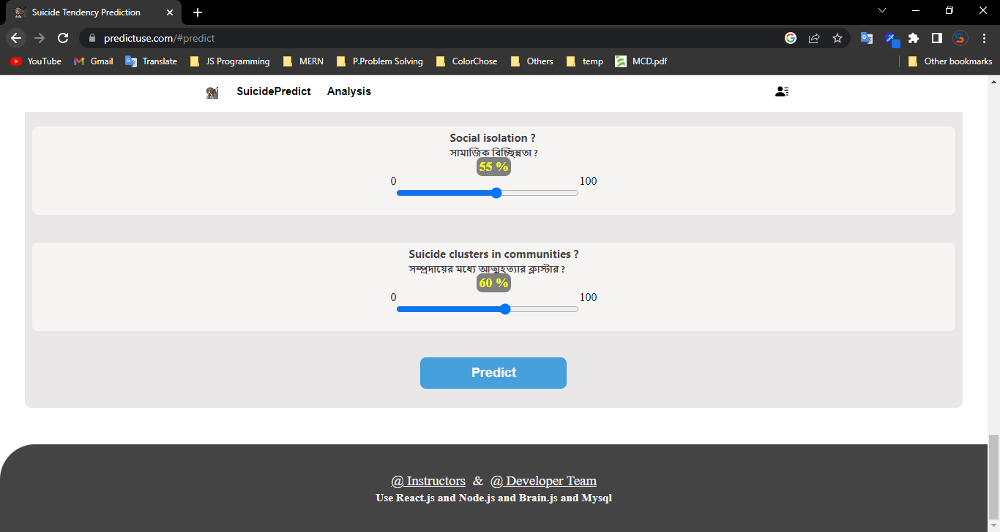 Suicide Tendency Prediction
predictuse.com/#predict
YouTube Gmail Translate JS Programming MERN P.Problem Solving ColorChose Others temp MCD.pdf Other bookmarks
SuicidePredict Analysis
Social isolation ?
সামাজিক বিচ্ছিন্নতা ?
55 %
0 100
Suicide clusters in communities ?
সম্প্রদায়ের মধ্যে আত্মহত্যার ক্লাস্টার ?
60 %
0 100
Predict
@ Instructors & @ Developer Team
Use React.js and Node.js and Brain.js and Mysql